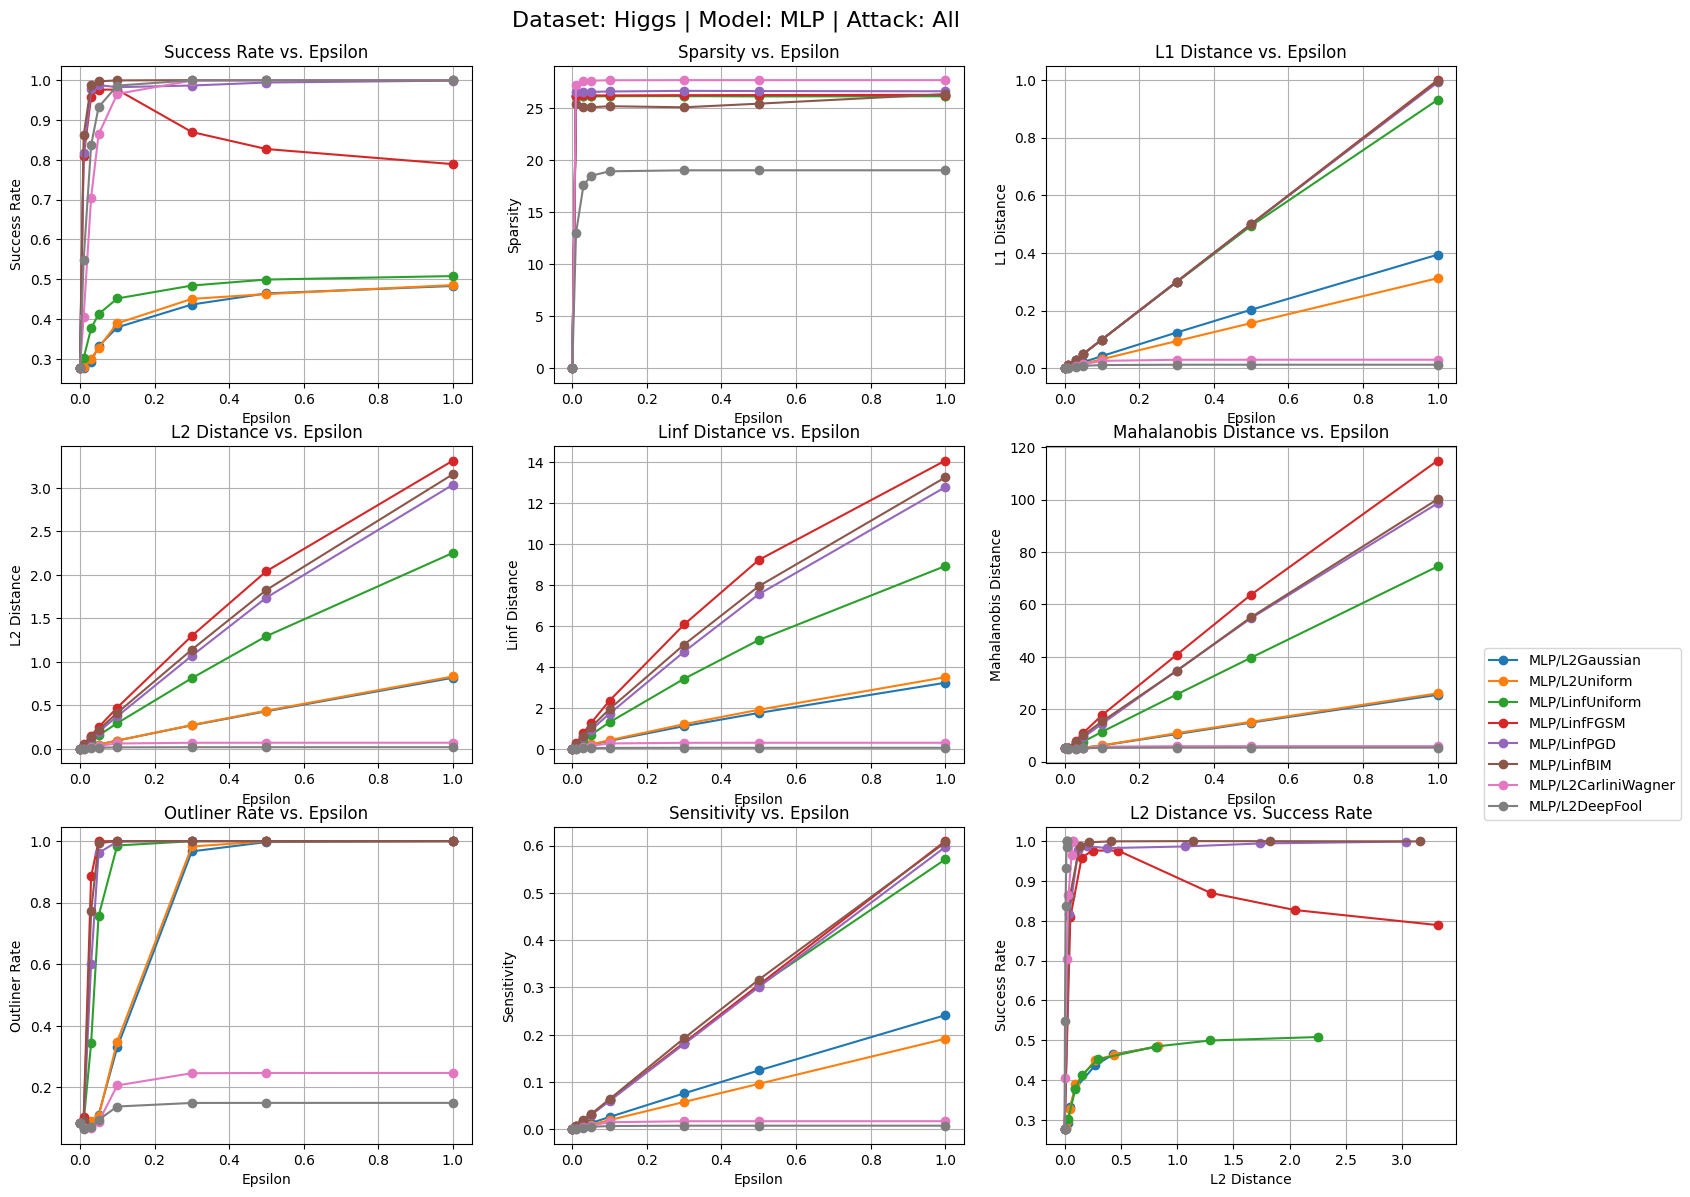 Dataset: Higgs | Model: MLP | Attack: All
Success Rate vs. Epsilon
Success Rate
1.0
0.9
0.8
0.7
0.6
0.5
0.4
0.3
0.0 0.2 0.4 0.6 0.8 1.0
Epsilon
Sparsity vs. Epsilon
Sparsity
25
20
15
10
5
0
0.0 0.2 0.4 0.6 0.8 1.0
Epsilon
L1 Distance vs. Epsilon
L1 Distance
1.0
0.8
0.6
0.4
0.2
0.0
0.0 0.2 0.4 0.6 0.8 1.0
Epsilon
L2 Distance vs. Epsilon
L2 Distance
3.0
2.5
2.0
1.5
1.0
0.5
0.0
0.0 0.2 0.4 0.6 0.8 1.0
Epsilon
Linf Distance vs. Epsilon
Linf Distance
14
12
10
8
6
4
2
0
0.0 0.2 0.4 0.6 0.8 1.0
Epsilon
Mahalanobis Distance vs. Epsilon
Mahalanobis Distance
120
100
80
60
40
20
0
0.0 0.2 0.4 0.6 0.8 1.0
Epsilon
MLP/L2Gaussian
MLP/L2Uniform
MLP/LinfUniform
MLP/LinfFGSM
MLP/LinfPGD
MLP/LinfBIM
MLP/L2CarliniWagner
MLP/L2DeepFool
Outliner Rate vs. Epsilon
Outliner Rate
1.0
0.8
0.6
0.4
0.2
0.0 0.2 0.4 0.6 0.8 1.0
Epsilon
Sensitivity vs. Epsilon
Sensitivity
0.6
0.5
0.4
0.3
0.2
0.1
0.0
0.0 0.2 0.4 0.6 0.8 1.0
Epsilon
L2 Distance vs. Success Rate
Success Rate
1.0
0.9
0.8
0.7
0.6
0.5
0.4
0.3
0.0 0.5 1.0 1.5 2.0 2.5 3.0
L2 Distance